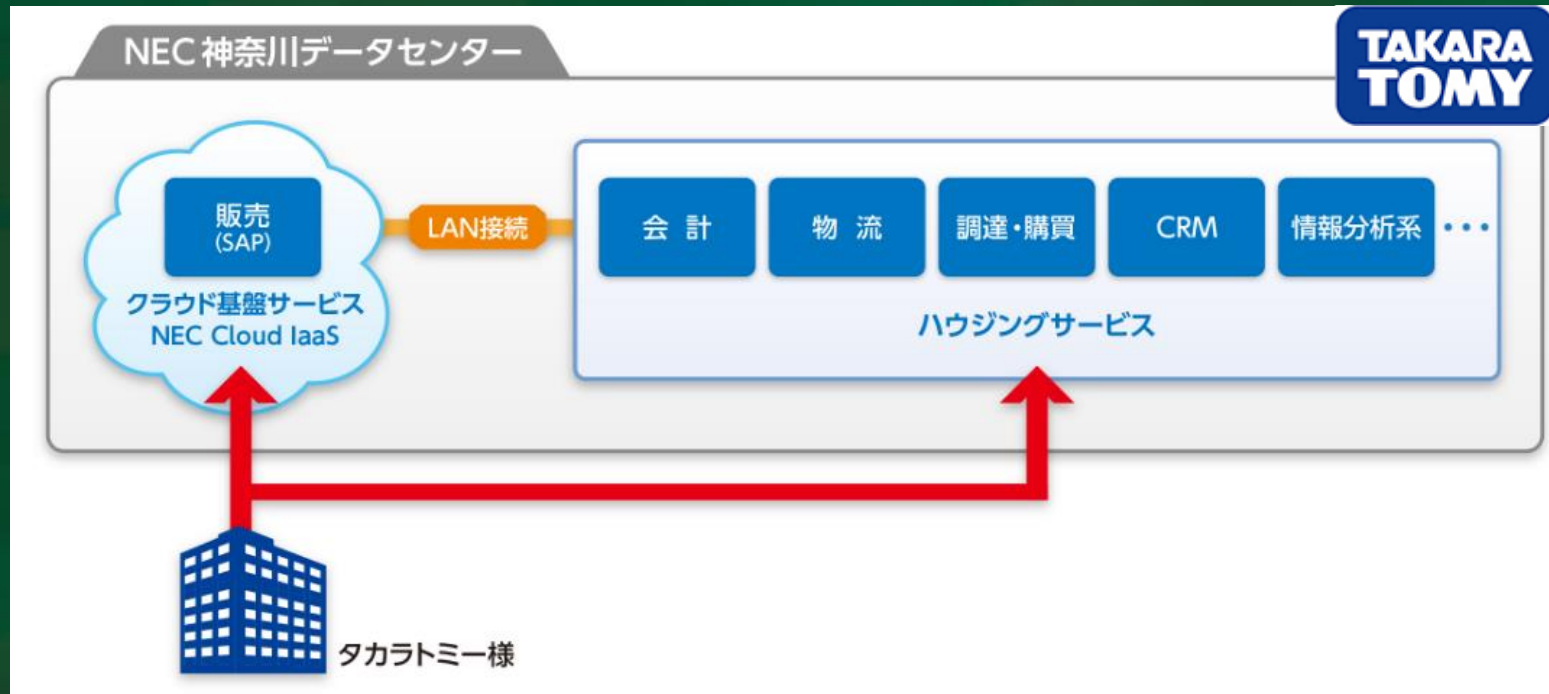 NEC 神奈川データセンター
TAKARA
TOMY
販売
(SAP)
クラウド基盤サービス
NEC Cloud IaaS
LAN接続
会 計
物 流
調達・購買
CRM
情報分析系
・・・
ハウジングサービス
タカラトミー様